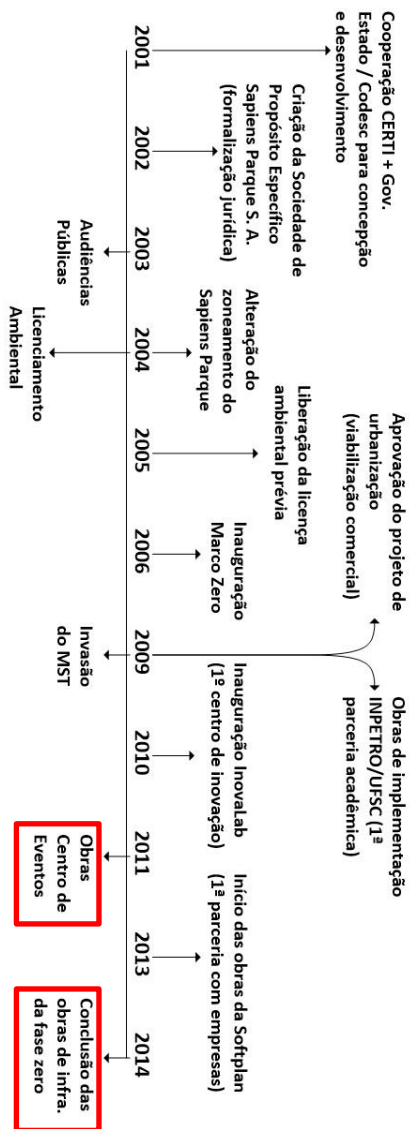 Cooperação CERTI + Gov.
Estado / Codesc para concepção
e desenvolvimento
2001
Criação da Sociedade de
Propósito Específico
Sapiens Parque S. A.
(formalização jurídica)
2002
2003
Audiências
Públicas
Alteração do
zoneamento do
Sapiens Parque
2004
Licenciamento
Ambiental
Liberação da licença
ambiental prévia
2005
Inauguração
Marco Zero
2006
Aprovação do projeto de
urbanização
(viabilização comercial)
Obras de implementação
INPETRO/UFSC (1ª
parceria acadêmica)
2009
Invasão
do MST
Inauguração InovaLab
(1º centro de inovação)
2010
2011
Obras
Centro de
Eventos
Início das obras da Softplan
(1ª parceria com empresas)
2013
2014
Conclusão das
obras de infra.
da fase zero